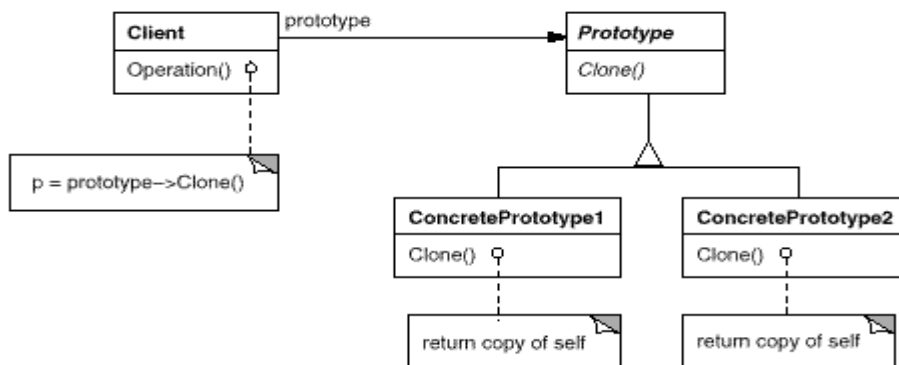 prototype
Client
Prototype
Operation()
Clone()
p = prototype->Clone()
ConcretePrototype1
ConcretePrototype2
Clone()
Clone()
return copy of self
return copy of self